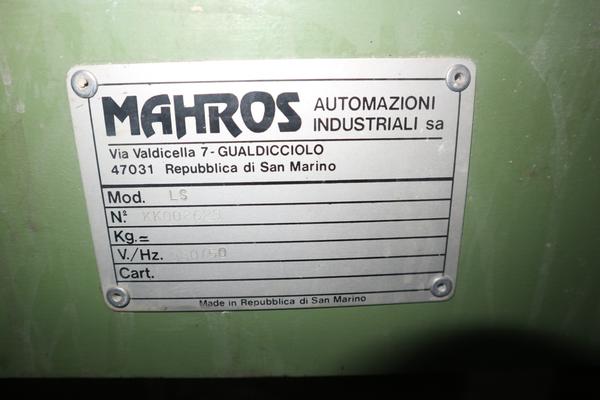 MAHROS AUTOMAZIONI INDUSTRIALI sa
Via Valdicella 7 - GUALDICCIOLO
47031 Repubblica di San Marino
Mod. LS
N°
Kg.=
V./Hz.
Cart.
Made in Repubblica di San Marino